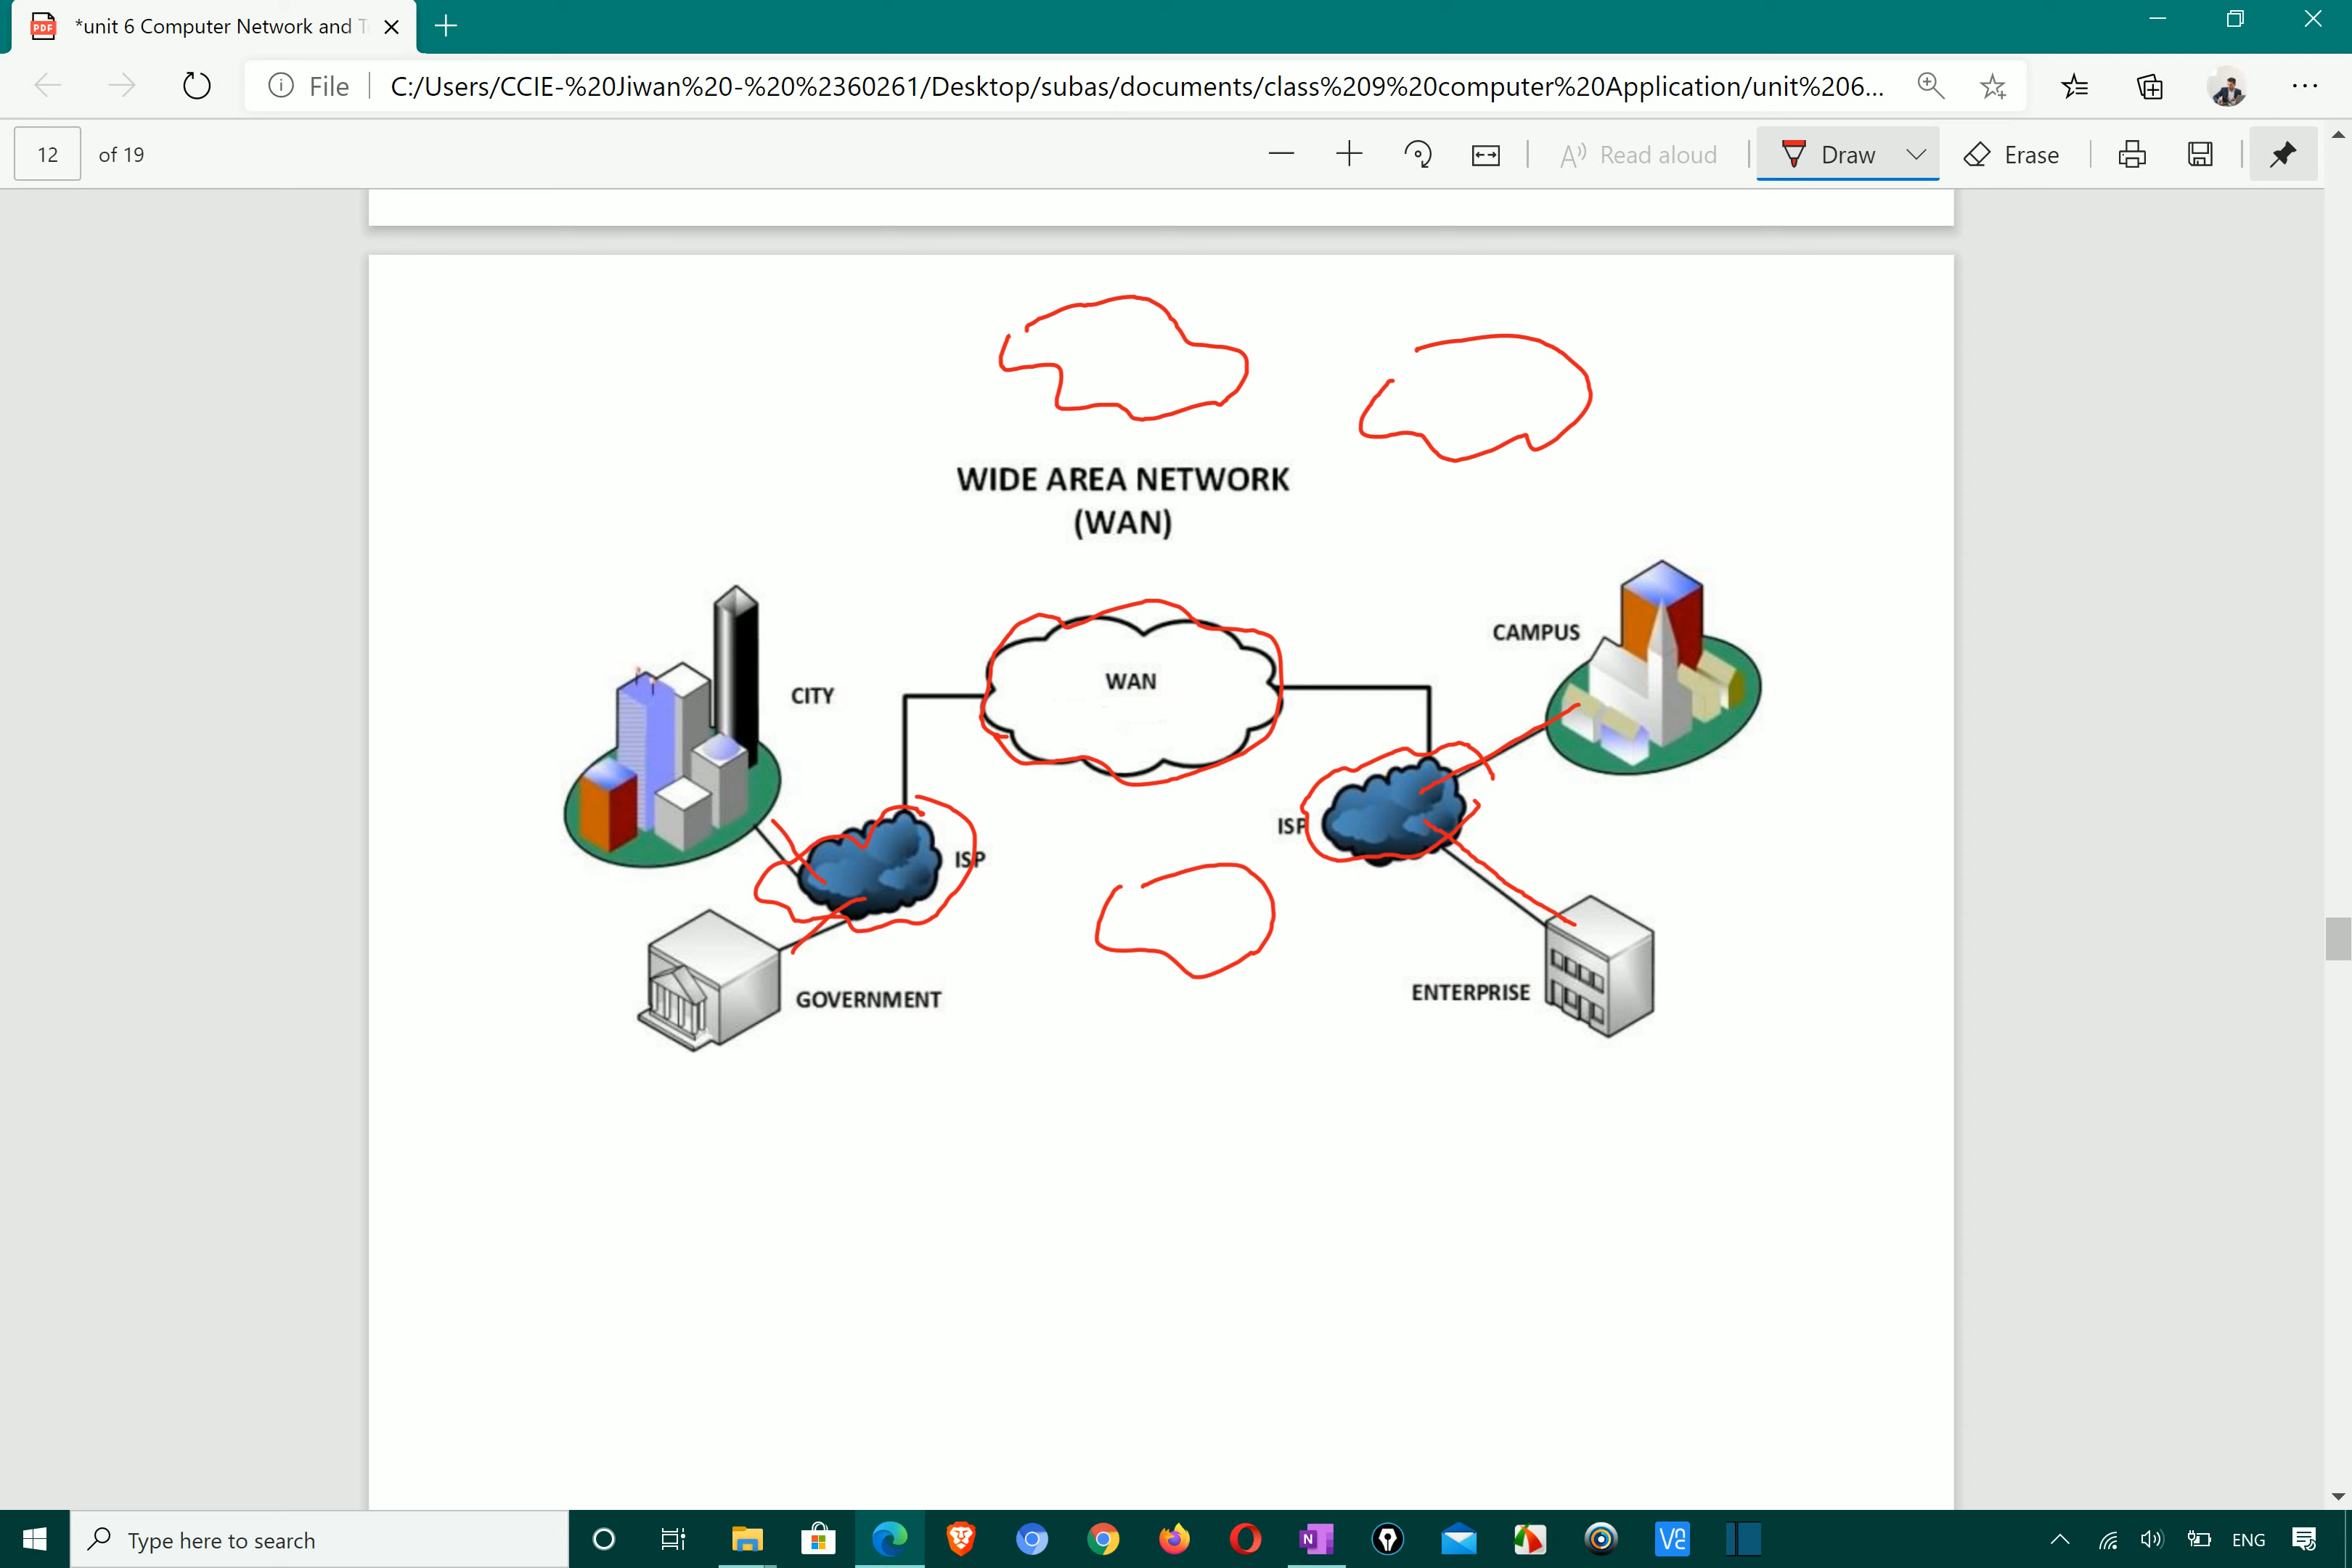 *unit 6 Computer Network and T
File
C:/Users/CCIE-%20Jiwan%20-%20%2360261/Desktop/subas/documents/class%209%20computer%20Application/unit%206...
12 of 19
Read aloud
Draw
Erase
WIDE AREA NETWORK
(WAN)
CITY
WAN
CAMPUS
ISP
ISP
GOVERNMENT
ENTERPRISE
Type here to search
ENG